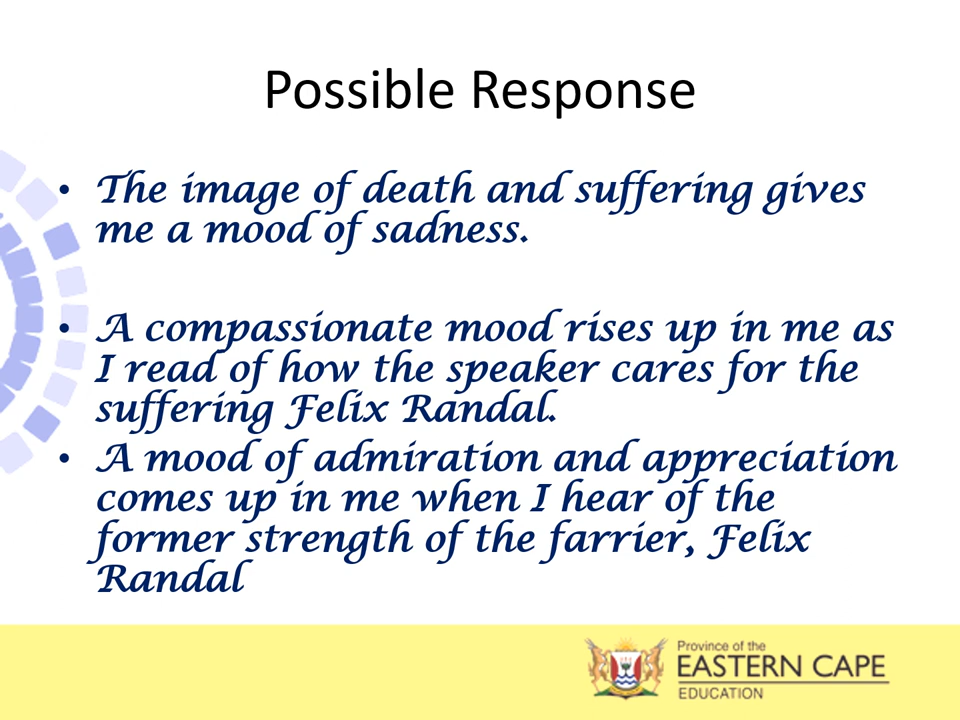 Possible Response
• The image of death and suffering gives
me a mood of sadness.
• A compassionate mood rises up in me as
I read of how the speaker cares for the
suffering Felix Randal.
• A mood of admiration and appreciation
comes up in me when I hear of the
former strength of the farrier, Felix
Randal
Province of the
EASTERN CAPE
EDUCATION